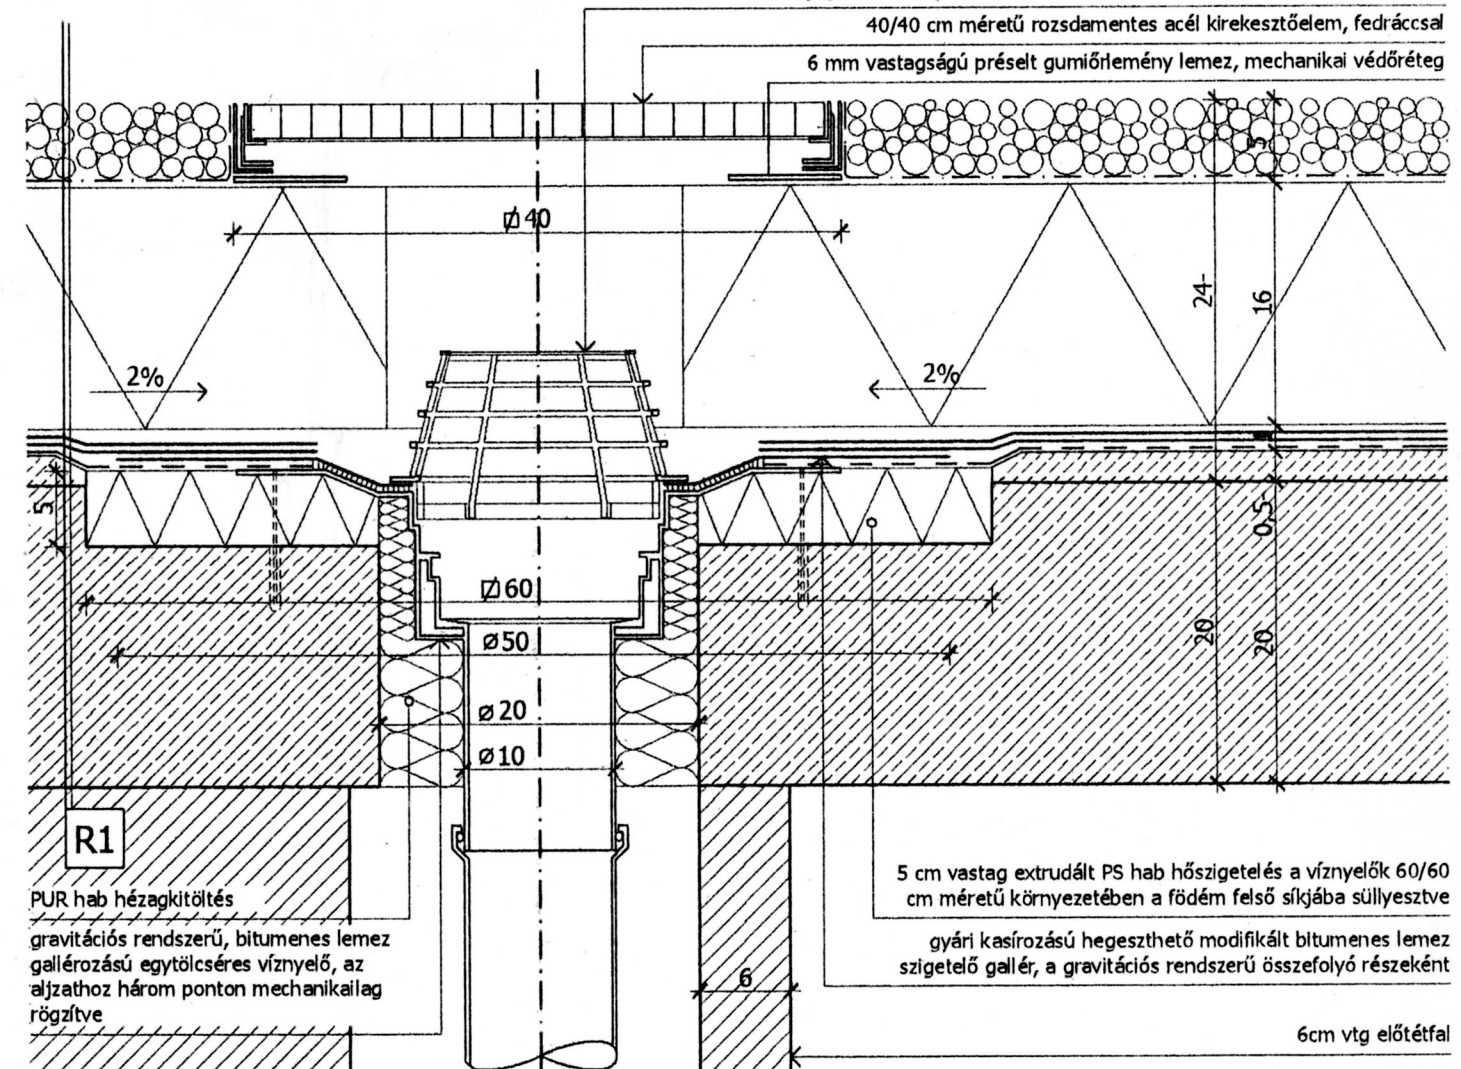 40/40 cm méretű rozsdamentes acél kirekesztőelem, fedráccsal
6 mm vastagságú préselt gumiőrlemény lemez, mechanikai védőréteg
5
40
24
16
2%
2%
5
0,5
60
50
20
20
20
10
R1
PUR hab hézagkitöltés
gravitációs rendszerű, bitumenes lemez
gallérozású egytölcséres víznyelő, az
aljzathoz három ponton mechanikailag
rögzítve
5 cm vastag extrudált PS hab hőszigetelés a víznyelők 60/60
cm méretű környezetében a födém felső síkjába süllyesztve
gyári kasírozású hegeszthető modifikált bitumenes lemez
szigetelő gallér, a gravitációs rendszerű összefolyó részeként
6
6cm vtg előtétfal